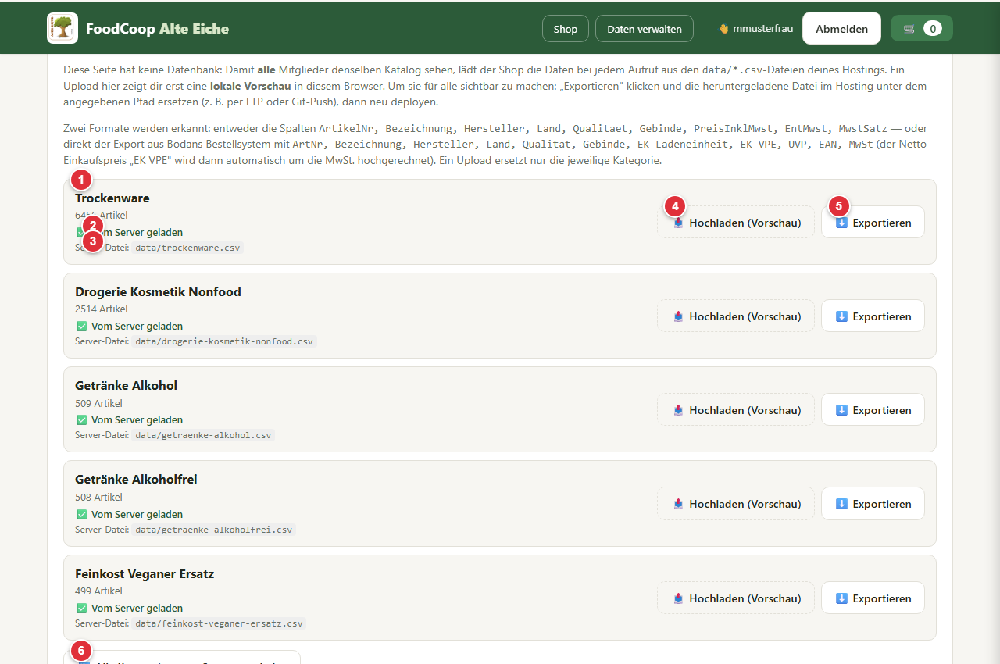 FoodCoop Alte Eiche
Shop
Daten verwalten
mmusterfrau
Abmelden
0
Diese Seite hat keine Datenbank: Damit alle Mitglieder denselben Katalog sehen, lädt der Shop die Daten bei jedem Aufruf aus den data/*.csv-Dateien deines Hostings. Ein
Upload hier zeigt dir erst eine lokale Vorschau in diesem Browser. Um sie für alle sichtbar zu machen: „Exportieren" klicken und die heruntergeladene Datei im Hosting unter dem
angegebenen Pfad ersetzen (z. B. per FTP oder Git-Push), dann neu deployen.
Zwei Formate werden erkannt: entweder die Spalten ArtikelNr, Bezeichnung, Hersteller, Land, Qualitaet, Gebinde, PreisInklMwst, EntMwst, MwstSatz — oder
direkt der Export aus Bodans Bestellsystem mit ArtNr, Bezeichnung, Hersteller, Land, Qualität, Gebinde, EK Ladeneinheit, EK VPE, UVP, EAN, MwSt (der Netto-
Einkaufspreis „EK VPE" wird dann automatisch um die MwSt. hochgerechnet). Ein Upload ersetzt nur die jeweilige Kategorie.
1
Trockenware
6456 Artikel
2
Vom Server geladen
3
Server-Datei: data/trockenware.csv
4
Hochladen (Vorschau)
5
Exportieren
Drogerie Kosmetik Nonfood
2514 Artikel
Vom Server geladen
Server-Datei: data/drogerie-kosmetik-nonfood.csv
Hochladen (Vorschau)
Exportieren
Getränke Alkohol
509 Artikel
Vom Server geladen
Server-Datei: data/getraenke-alkohol.csv
Hochladen (Vorschau)
Exportieren
Getränke Alkoholfrei
508 Artikel
Vom Server geladen
Server-Datei: data/getraenke-alkoholfrei.csv
Hochladen (Vorschau)
Exportieren
Feinkost Veganer Ersatz
499 Artikel
Vom Server geladen
Server-Datei: data/feinkost-veganer-ersatz.csv
Hochladen (Vorschau)
Exportieren
6